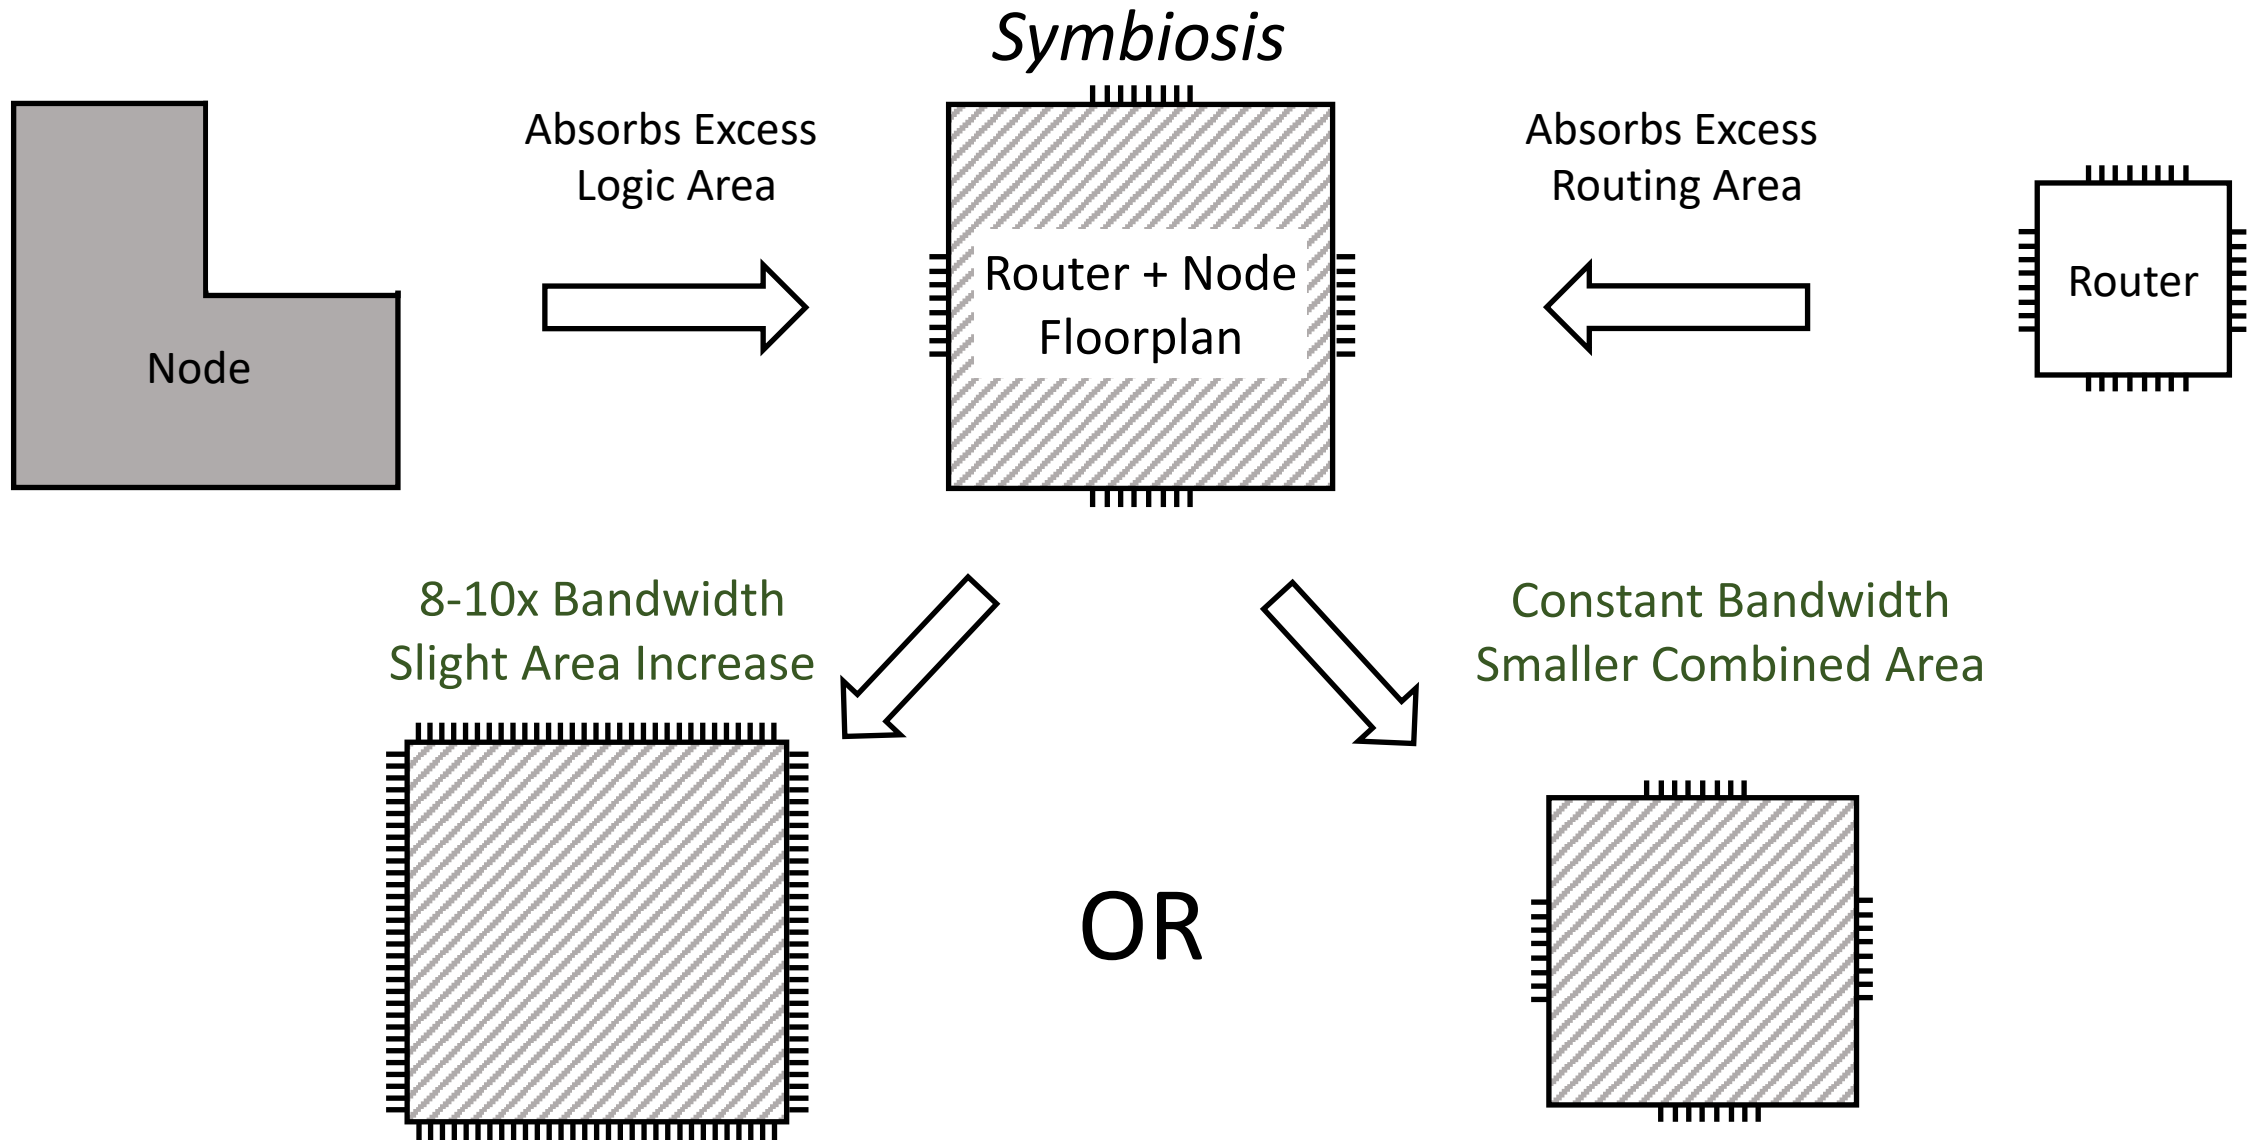 Symbiosis
Node
Absorbs Excess
Logic Area
Router + Node
Floorplan
Absorbs Excess
Routing Area
Router
8-10x Bandwidth
Slight Area Increase
OR
Constant Bandwidth
Smaller Combined Area